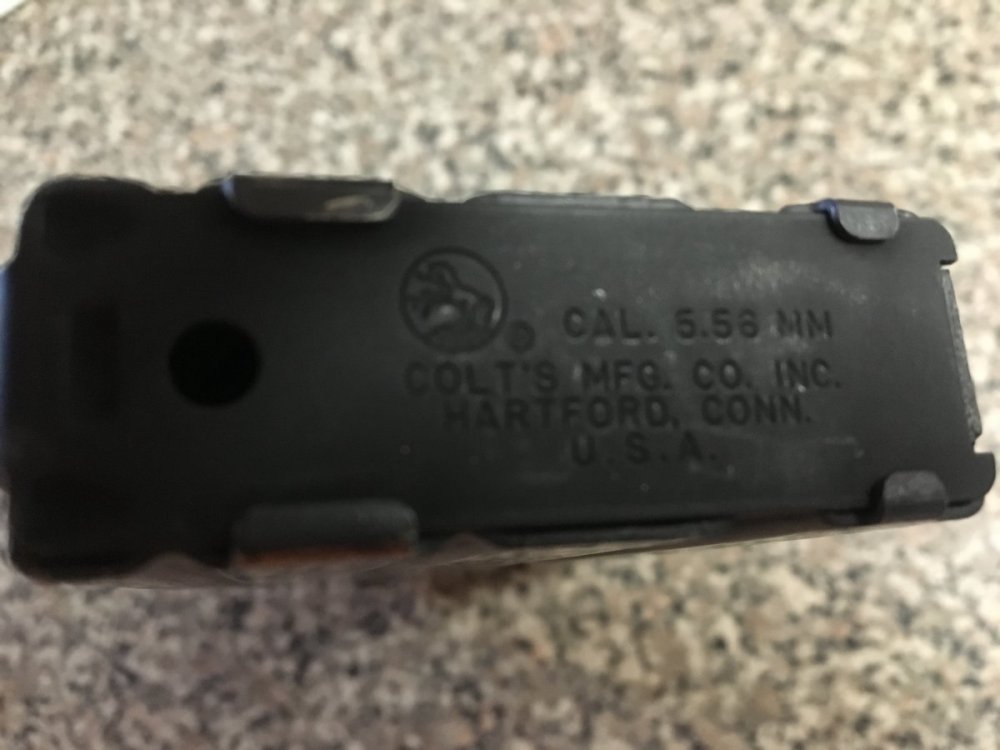 ® CAL. 5.56 MM
COLT'S MFG. CO. INC.
HARTFORD, CONN.
U.S.A.